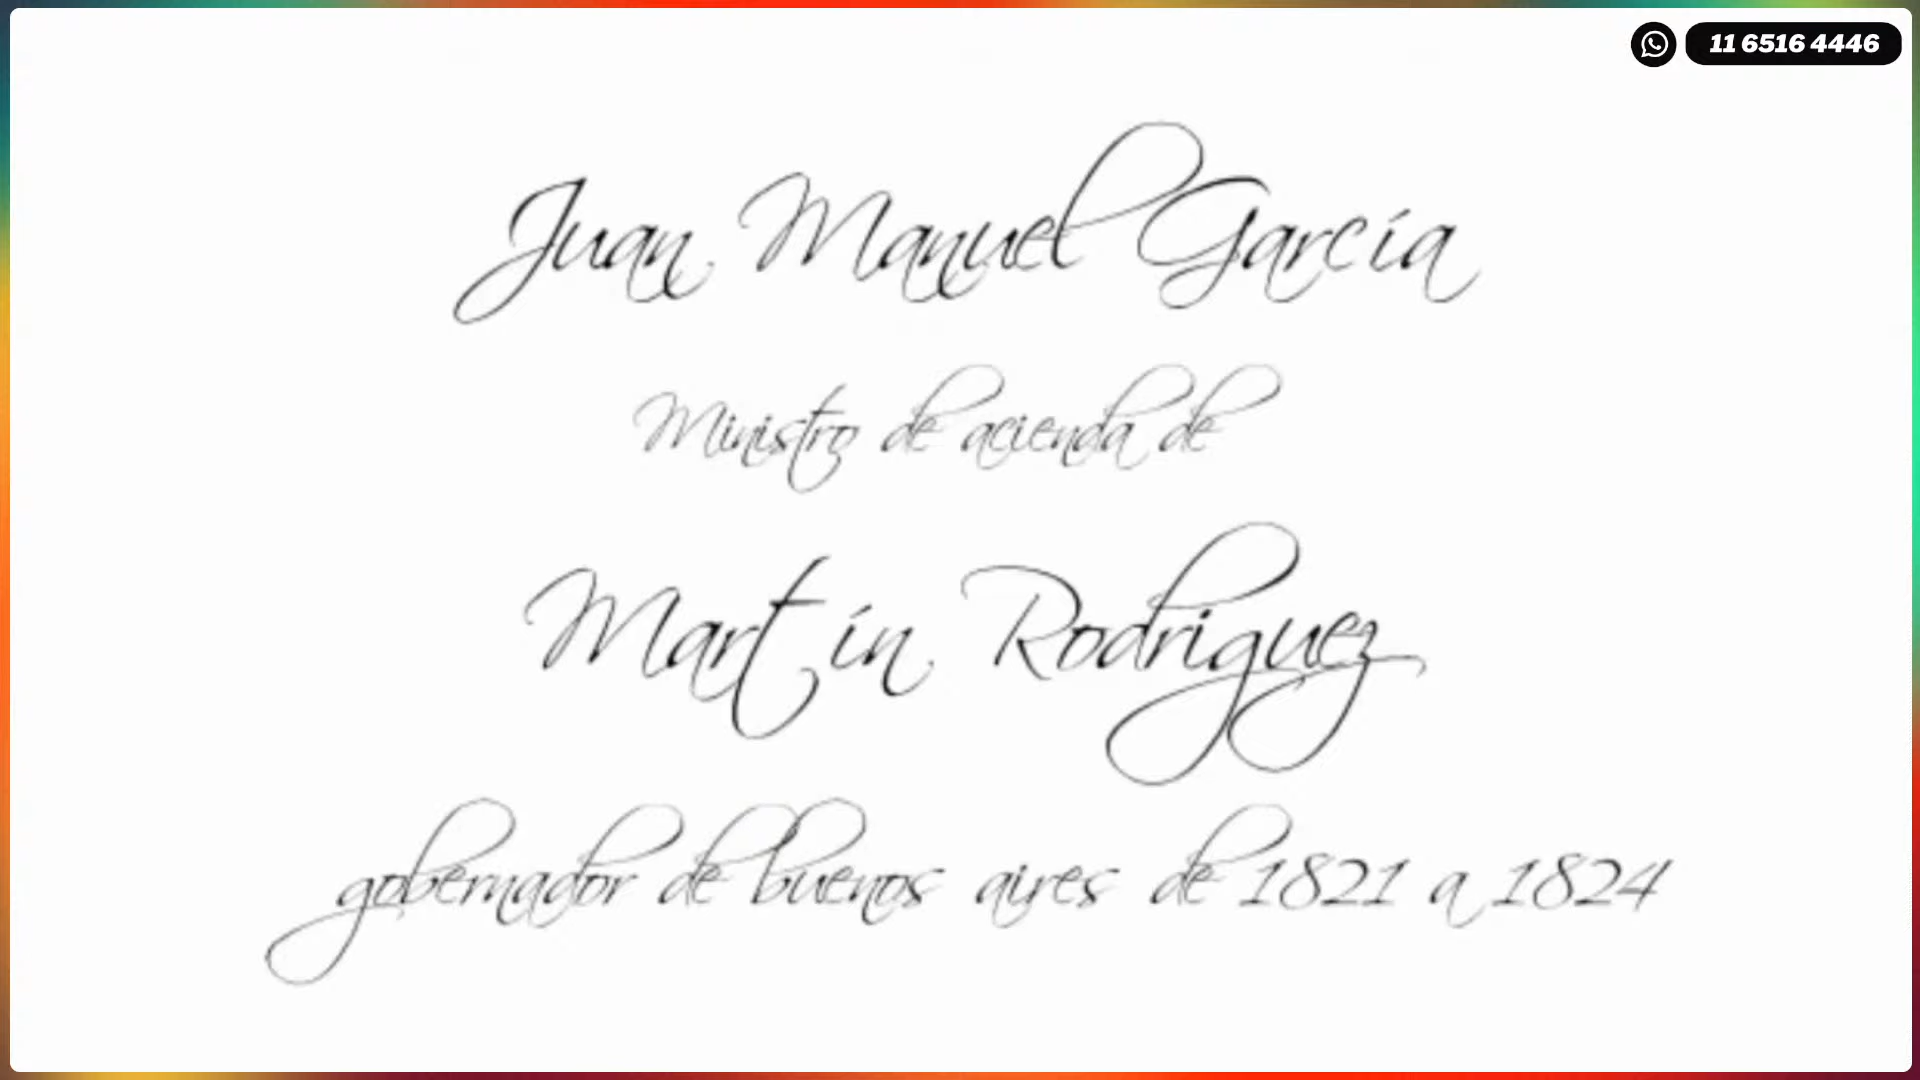 11 6516 4446
Juan Manuel García
Ministro de acienda de
Martín Rodriguez
gobernador de buenos aires de 1821 a 1824